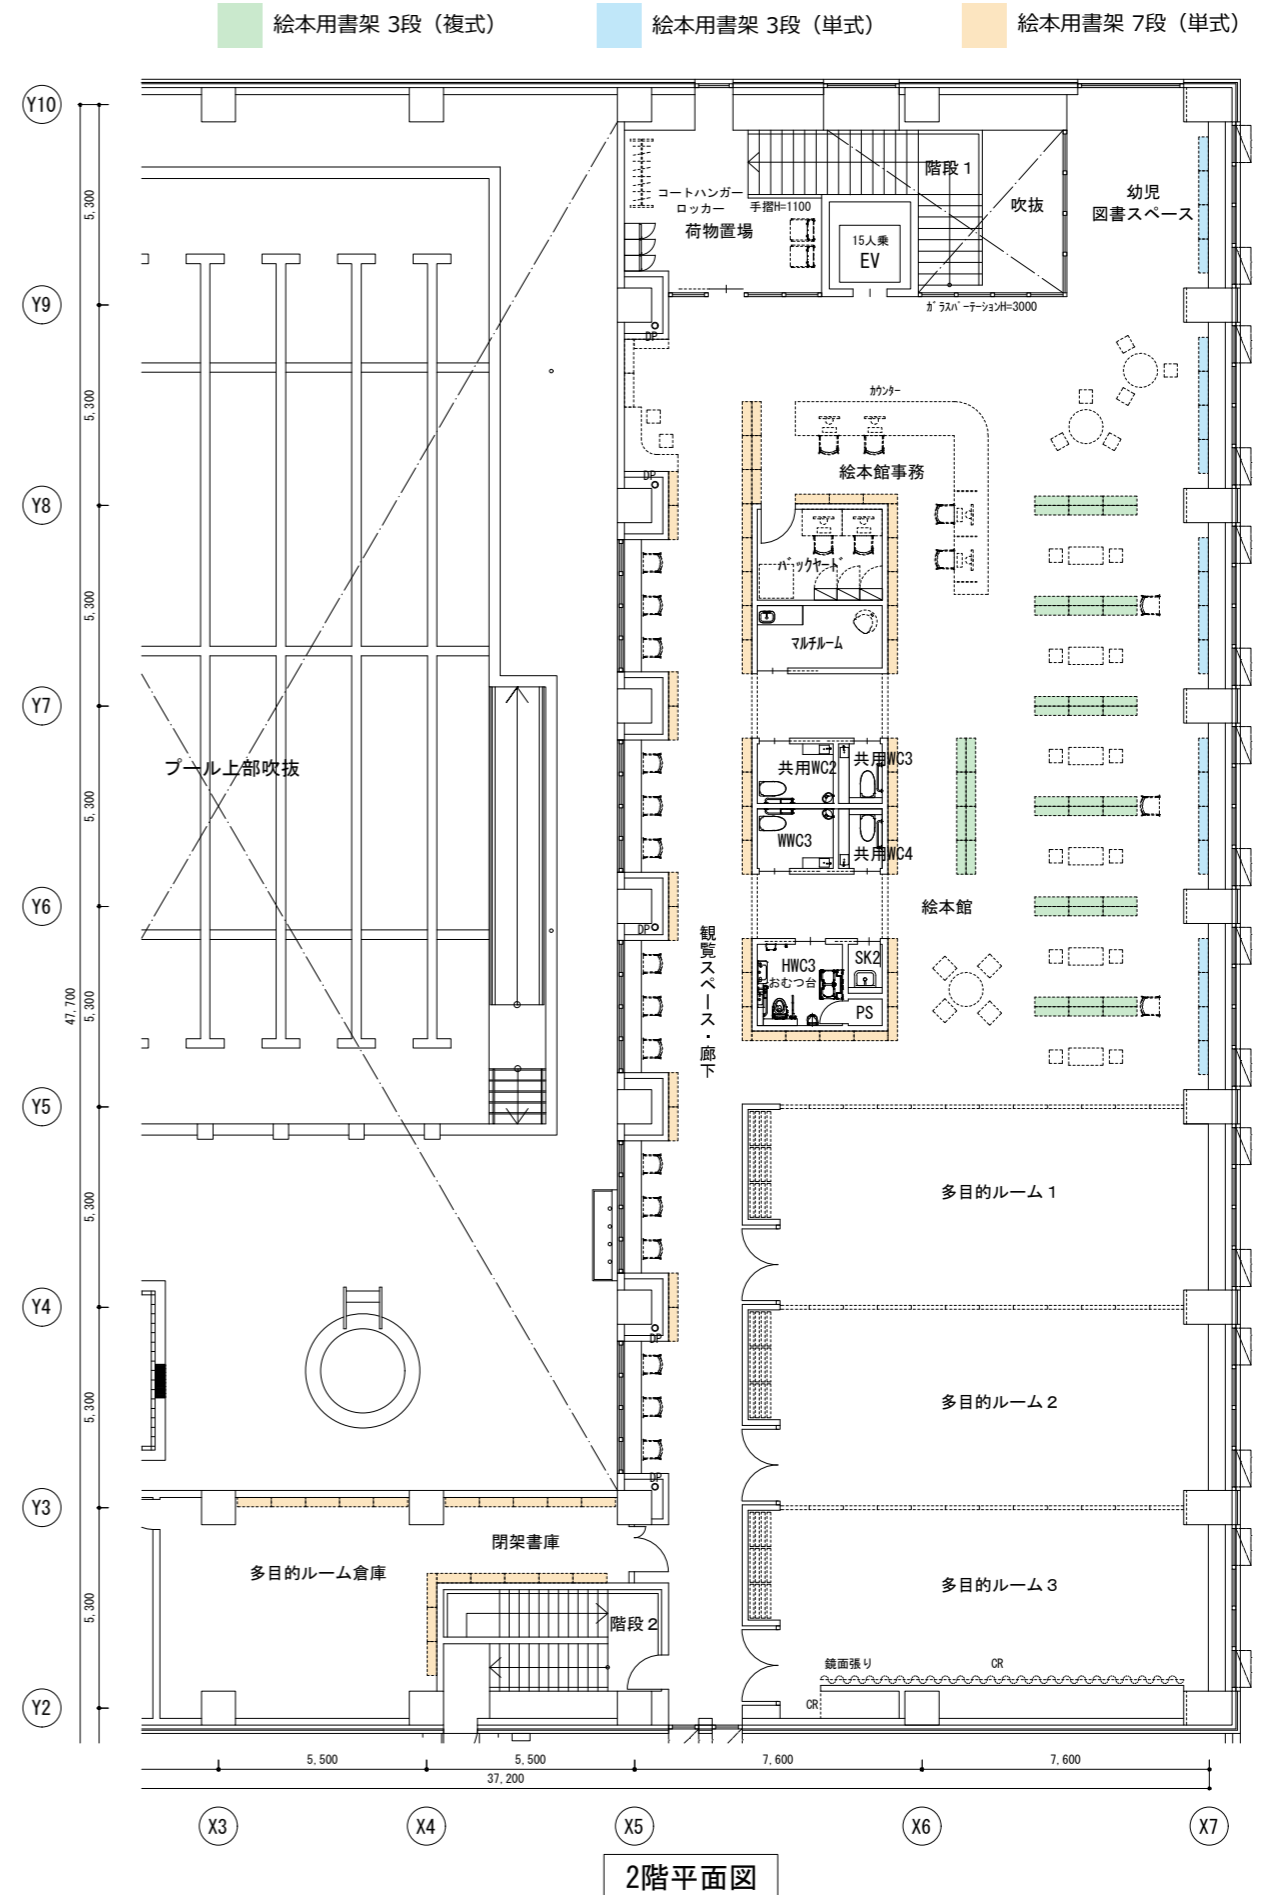 絵本用書架 3段（複式）
絵本用書架 3段（単式）
絵本用書架 7段（単式）
Y10
5,300
階段1
コートハンガー
ロッカー
手摺H=1100
荷物置場
吹抜
幼児
図書スペース
15人乗
EV
Y9
ｶﾞﾗｽﾊﾟｰﾃｰｼｮﾝH=3000
DP
5,300
ｶｳﾝﾀｰ
絵本館事務
DP
Y8
ﾊﾞｯｸﾔｰﾄﾞ
5,300
ﾏﾙﾁﾙｰﾑ
Y7
プール上部吹抜
共用WC2
共用WC3
5,300
WWC3
共用WC4
Y6
絵本館
DP
観覧スペース・廊下
HWC3
おむつ台
SK2
PS
47,700
5,300
Y5
5,300
多目的ルーム1
Y4
DP
5,300
多目的ルーム2
DP
Y3
閉架書庫
多目的ルーム倉庫
多目的ルーム3
5,300
階段2
鏡面張り
CR
CR
Y2
5,500
5,500
7,600
7,600
37,200
X3
X4
X5
X6
X7
2階平面図